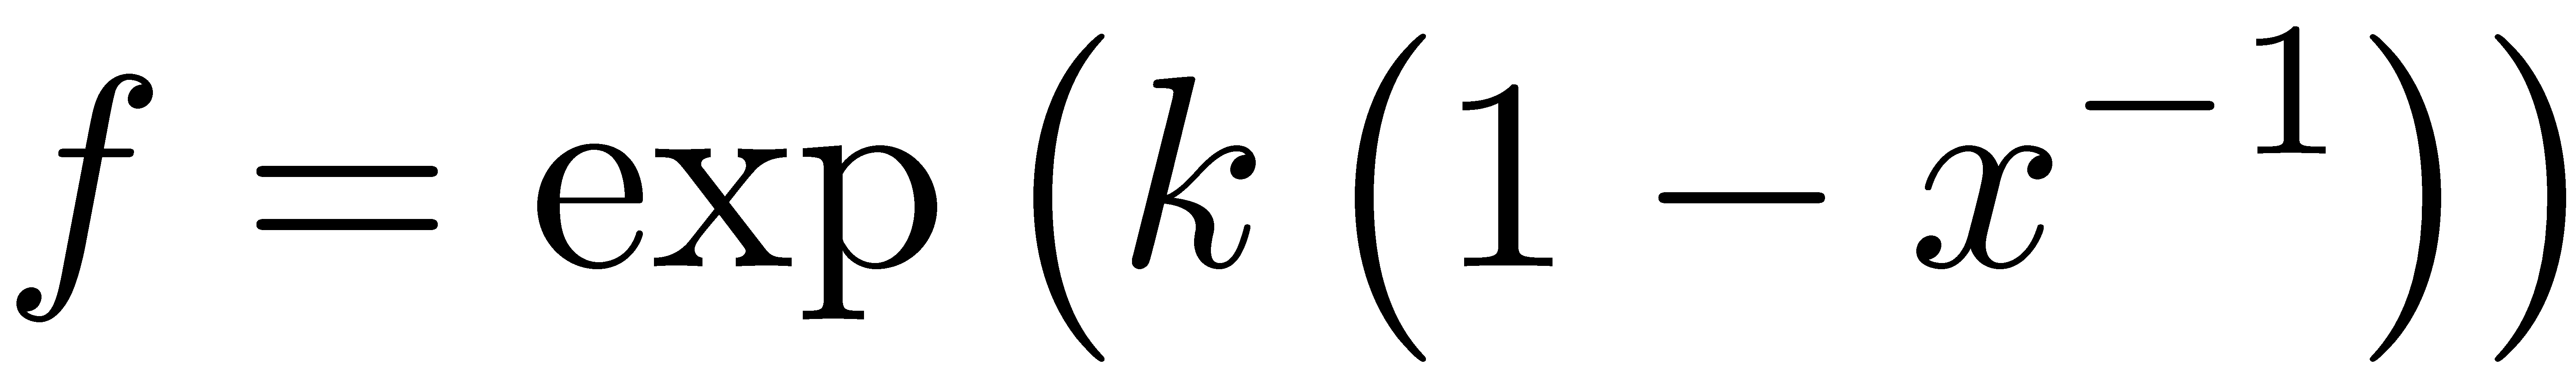 f = exp (k (1 − x⁻¹))